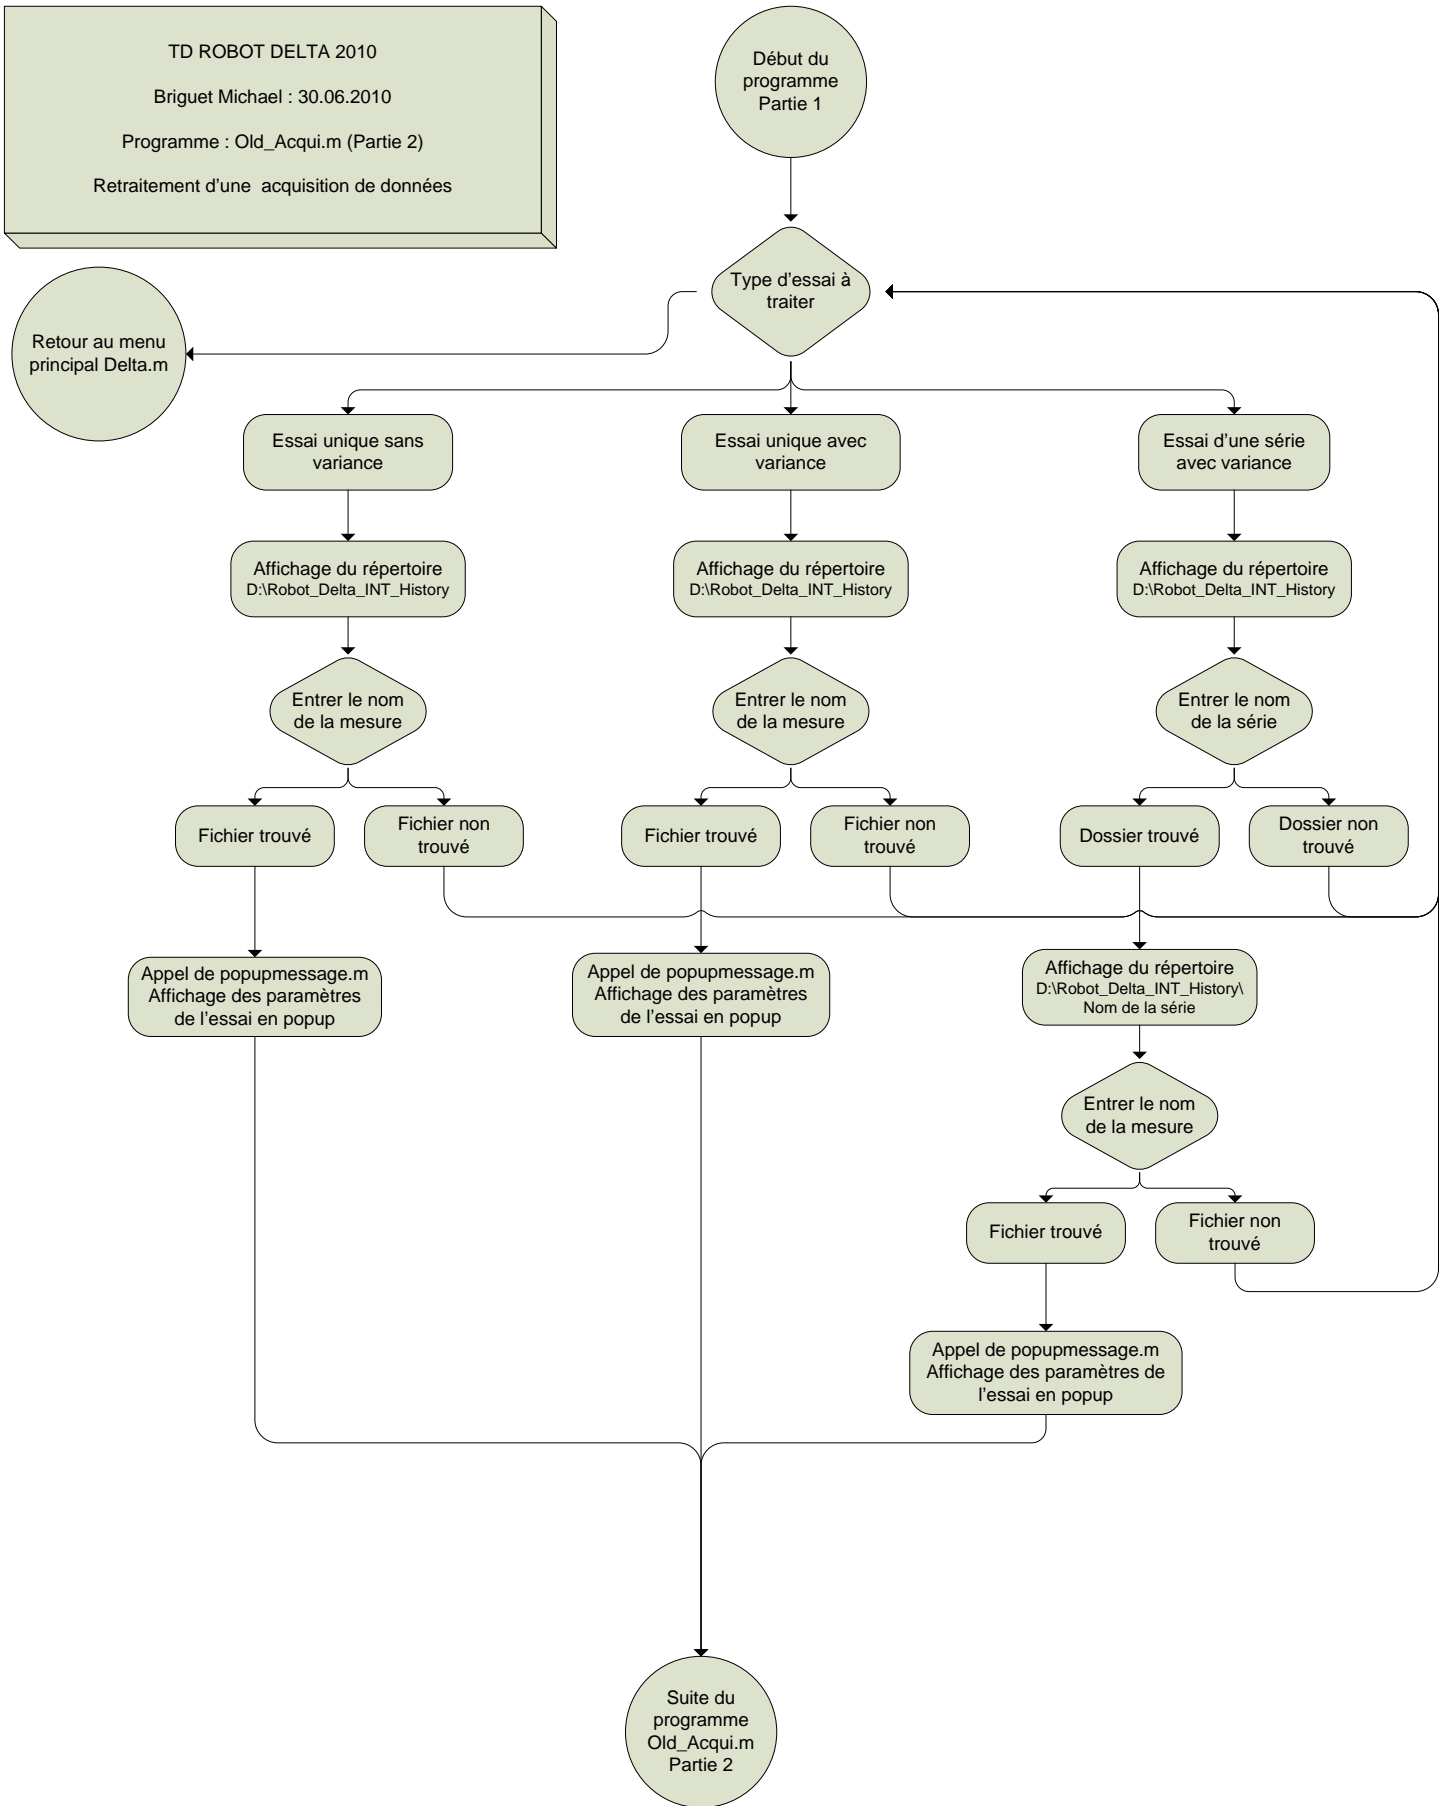 TD ROBOT DELTA 2010
Briguet Michael : 30.06.2010
Programme : Old_Acqui.m (Partie 2)
Retraitement d’une  acquisition de données
Début du
programme
Partie 1
Type d’essai à
traiter
Retour au menu
principal Delta.m
Essai unique sans
variance
Essai unique avec
variance
Essai d’une série
avec variance
Affichage du répertoire
D:\Robot_Delta_INT_History
Affichage du répertoire
D:\Robot_Delta_INT_History
Affichage du répertoire
D:\Robot_Delta_INT_History
Entrer le nom
de la mesure
Entrer le nom
de la mesure
Entrer le nom
de la série
Fichier trouvé
Fichier non
trouvé
Fichier trouvé
Fichier non
trouvé
Dossier trouvé
Dossier non
trouvé
Appel de popupmessage.m
Affichage des paramètres
de l’essai en popup
Appel de popupmessage.m
Affichage des paramètres
de l’essai en popup
Affichage du répertoire
D:\Robot_Delta_INT_History\
Nom de la série
Entrer le nom
de la mesure
Fichier trouvé
Fichier non
trouvé
Appel de popupmessage.m
Affichage des paramètres de
l’essai en popup
Suite du
programme
Old_Acqui.m
Partie 2